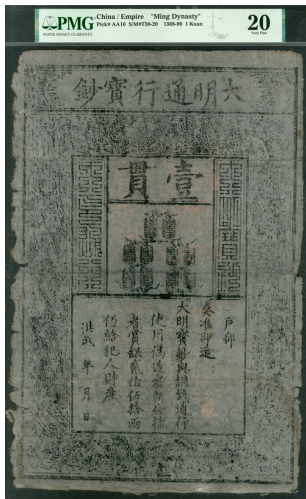 PMG
PAPER MONEY GUARANTY
China / Empire "Ming Dynasty"
Pick# AA10 S/M#T36-20 1368-99 1 Kuan
20
Very Fine
大明通行寶鈔
壹貫
戶部
奏准印造
大明寶鈔與銅錢通行
使用偽造者斬告捕
者賞銀貳佰伍拾兩
仍給犯人財產
洪武 年 月 日